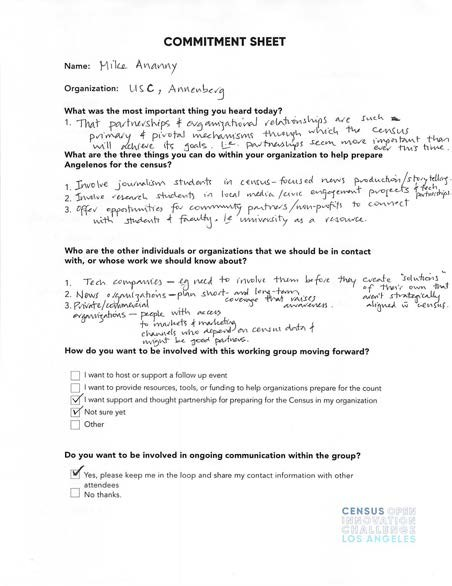 COMMITMENT SHEET
Name: Mike Ananny
Organization: USC, Annenberg
What was the most important thing you heard today?
1. That partnerships & organizational relationships are such
primary & pivotal mechanisms through which the census
will achieve its goals. I.e. partnerships seem more important than
ever this time.
What are the three things you can do within your organization to help prepare
Angelenos for the census?
1. Involve journalism students in census-focused news production/storytelling.
2. Involve research students in local media/civic engagement projects & tech
partnerships.
3. Offer opportunities for community partners/non-profits to connect
with students & faculty. Ie university as a resource.
Who are the other individuals or organizations that we should be in contact
with, or whose work we should know about?
1. Tech companies — eg need to involve them before they create "solutions"
of their own that
aren't strategically
aligned w census.
2. News organizations — plan short- and long-term
coverage that raises
awareness.
3. Private/commercial
organizations — people with access
to markets & marketing
channels who depend on census data &
might be good partners.
How do you want to be involved with this working group moving forward?
I want to host or support a follow up event
I want to provide resources, tools, or funding to help organizations prepare for the count
I want support and thought partnership for preparing for the Census in my organization
Not sure yet
Other
Do you want to be involved in ongoing communication within the group?
Yes, please keep me in the loop and share my contact information with other
attendees
No thanks.
CENSUS OPEN
INNOVATION
CHALLENGE
LOS ANGELES